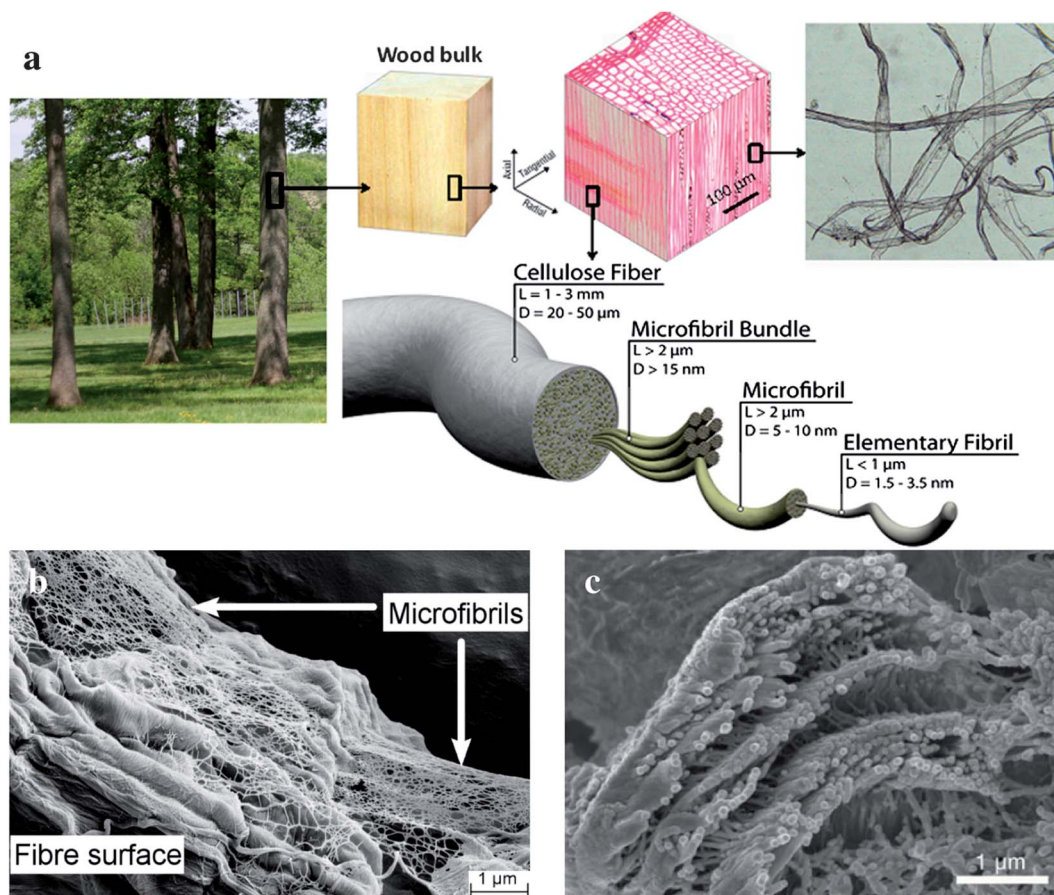 a
Wood bulk
Axial
Tangential
Radial
100 µm
Cellulose Fiber
L = 1 - 3 mm
D = 20 - 50 µm
Microfibril Bundle
L > 2 µm
D > 15 nm
Microfibril
L > 2µm
D = 5 - 10 nm
Elementary Fibril
L < 1 µm
D = 1.5 - 3.5 nm
b
Microfibrils
Fibre surface
1 µm
c
1 µm